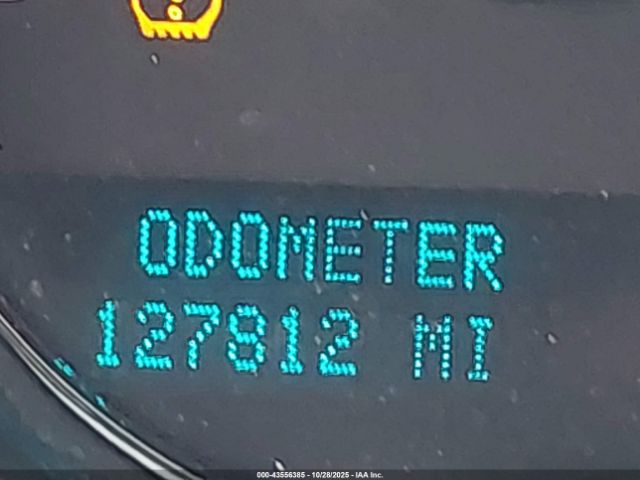 ODOMETER
127812 MI
000-43556385 - 10/28/2025 - IAA Inc.